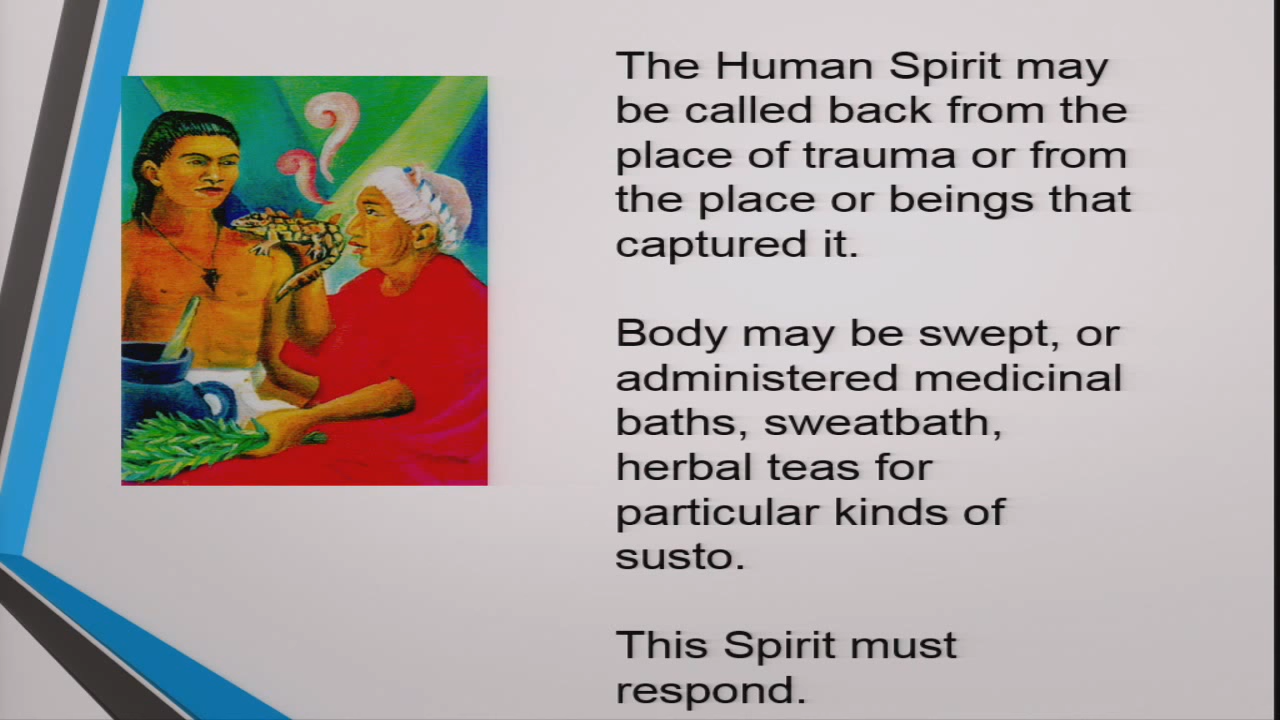 The Human Spirit may
be called back from the
place of trauma or from
the place or beings that
captured it.
Body may be swept, or
administered medicinal
baths, sweatbath,
herbal teas for
particular kinds of
susto.
This Spirit must
respond.